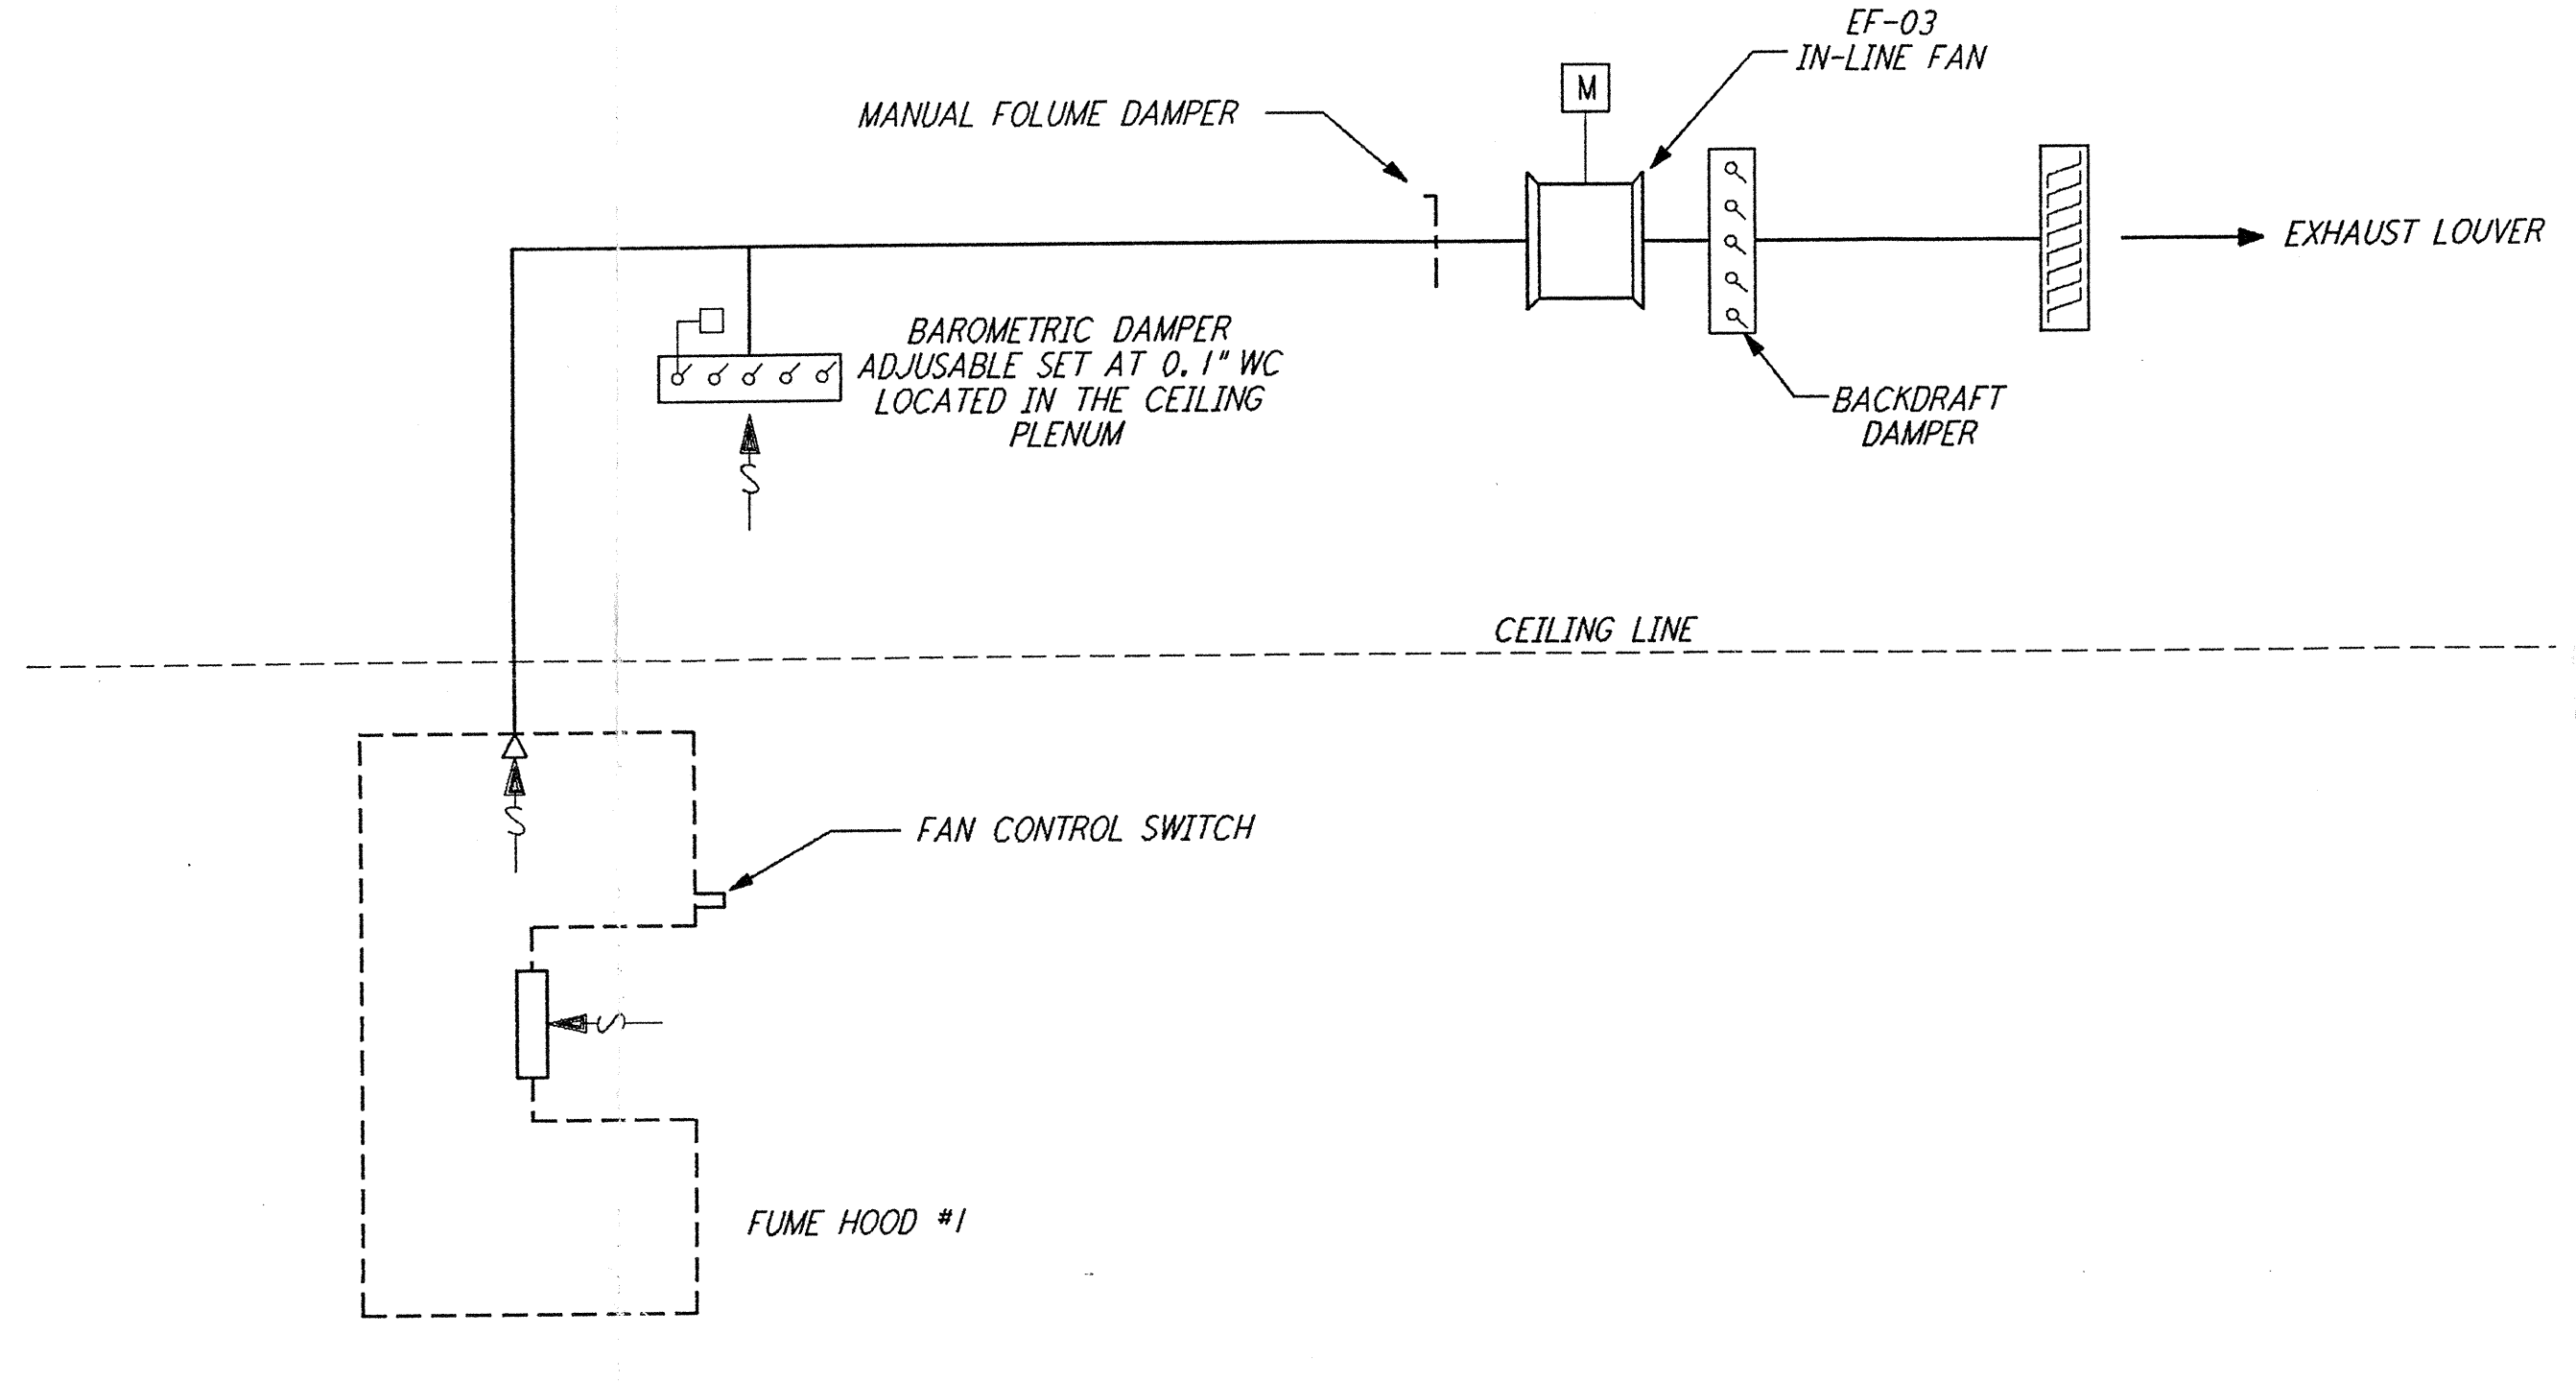 EF-03
IN-LINE FAN
M
MANUAL FOLUME DAMPER
EXHAUST LOUVER
BAROMETRIC DAMPER
ADJUSABLE SET AT 0.1" WC
LOCATED IN THE CEILING
PLENUM
BACKDRAFT
DAMPER
CEILING LINE
FAN CONTROL SWITCH
FUME HOOD #1